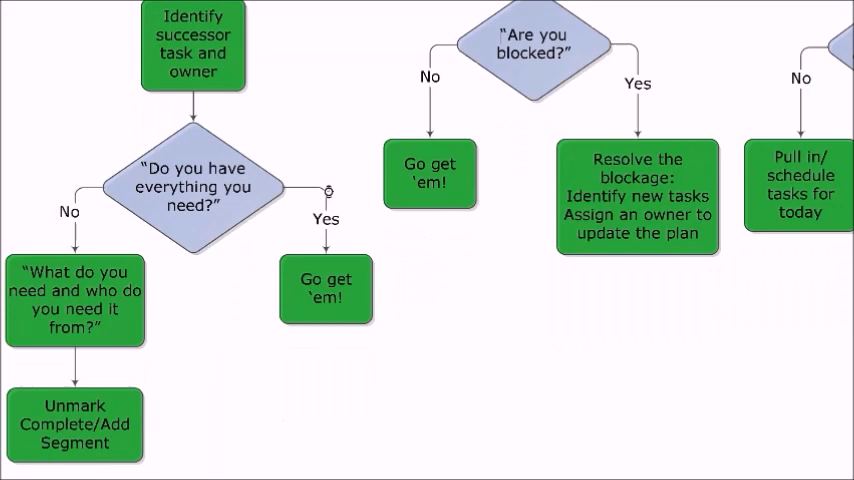 Identify
successor
task and
owner
“Do you have
everything you
need?”
No
Yes
“What do you
need and who do
you need it
from?”
Go get
‘em!
Unmark
Complete/Add
Segment
“Are you
blocked?”
No
Yes
Go get
‘em!
Resolve the
blockage:
Identify new tasks
Assign an owner to
update the plan
No
Pull in/
schedule
tasks for
today